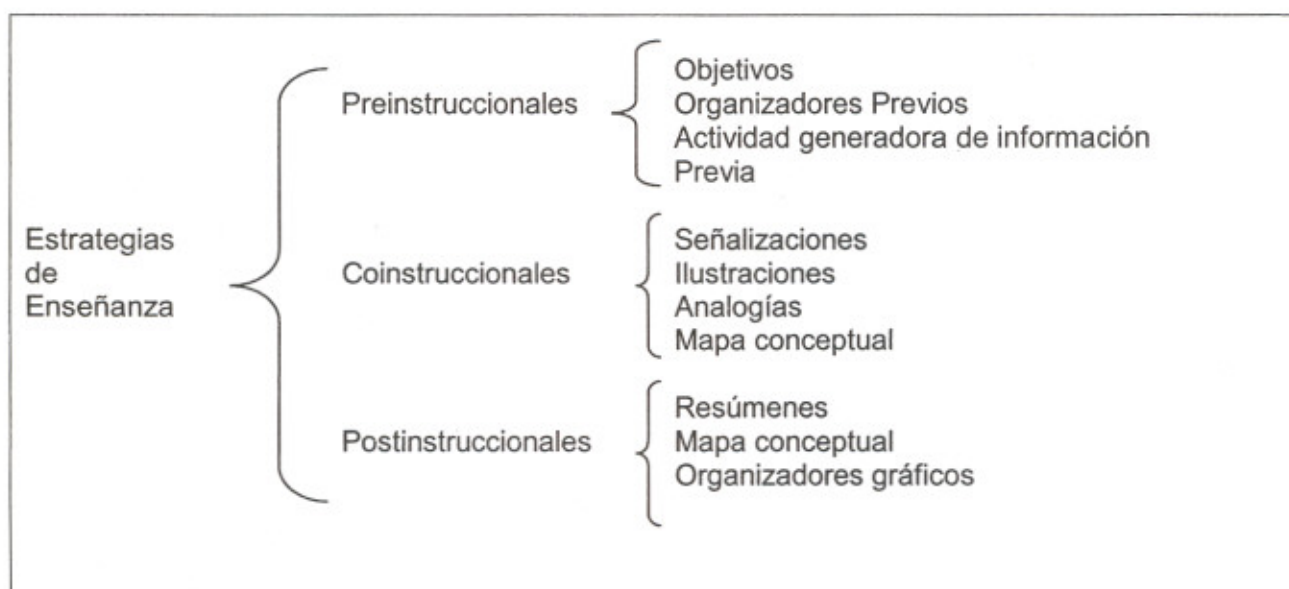 Estrategias
de
Enseñanza
Preinstruccionales
Objetivos
Organizadores Previos
Actividad generadora de información
Previa
Coinstruccionales
Señalizaciones
Ilustraciones
Analogías
Mapa conceptual
Postinstruccionales
Resúmenes
Mapa conceptual
Organizadores gráficos